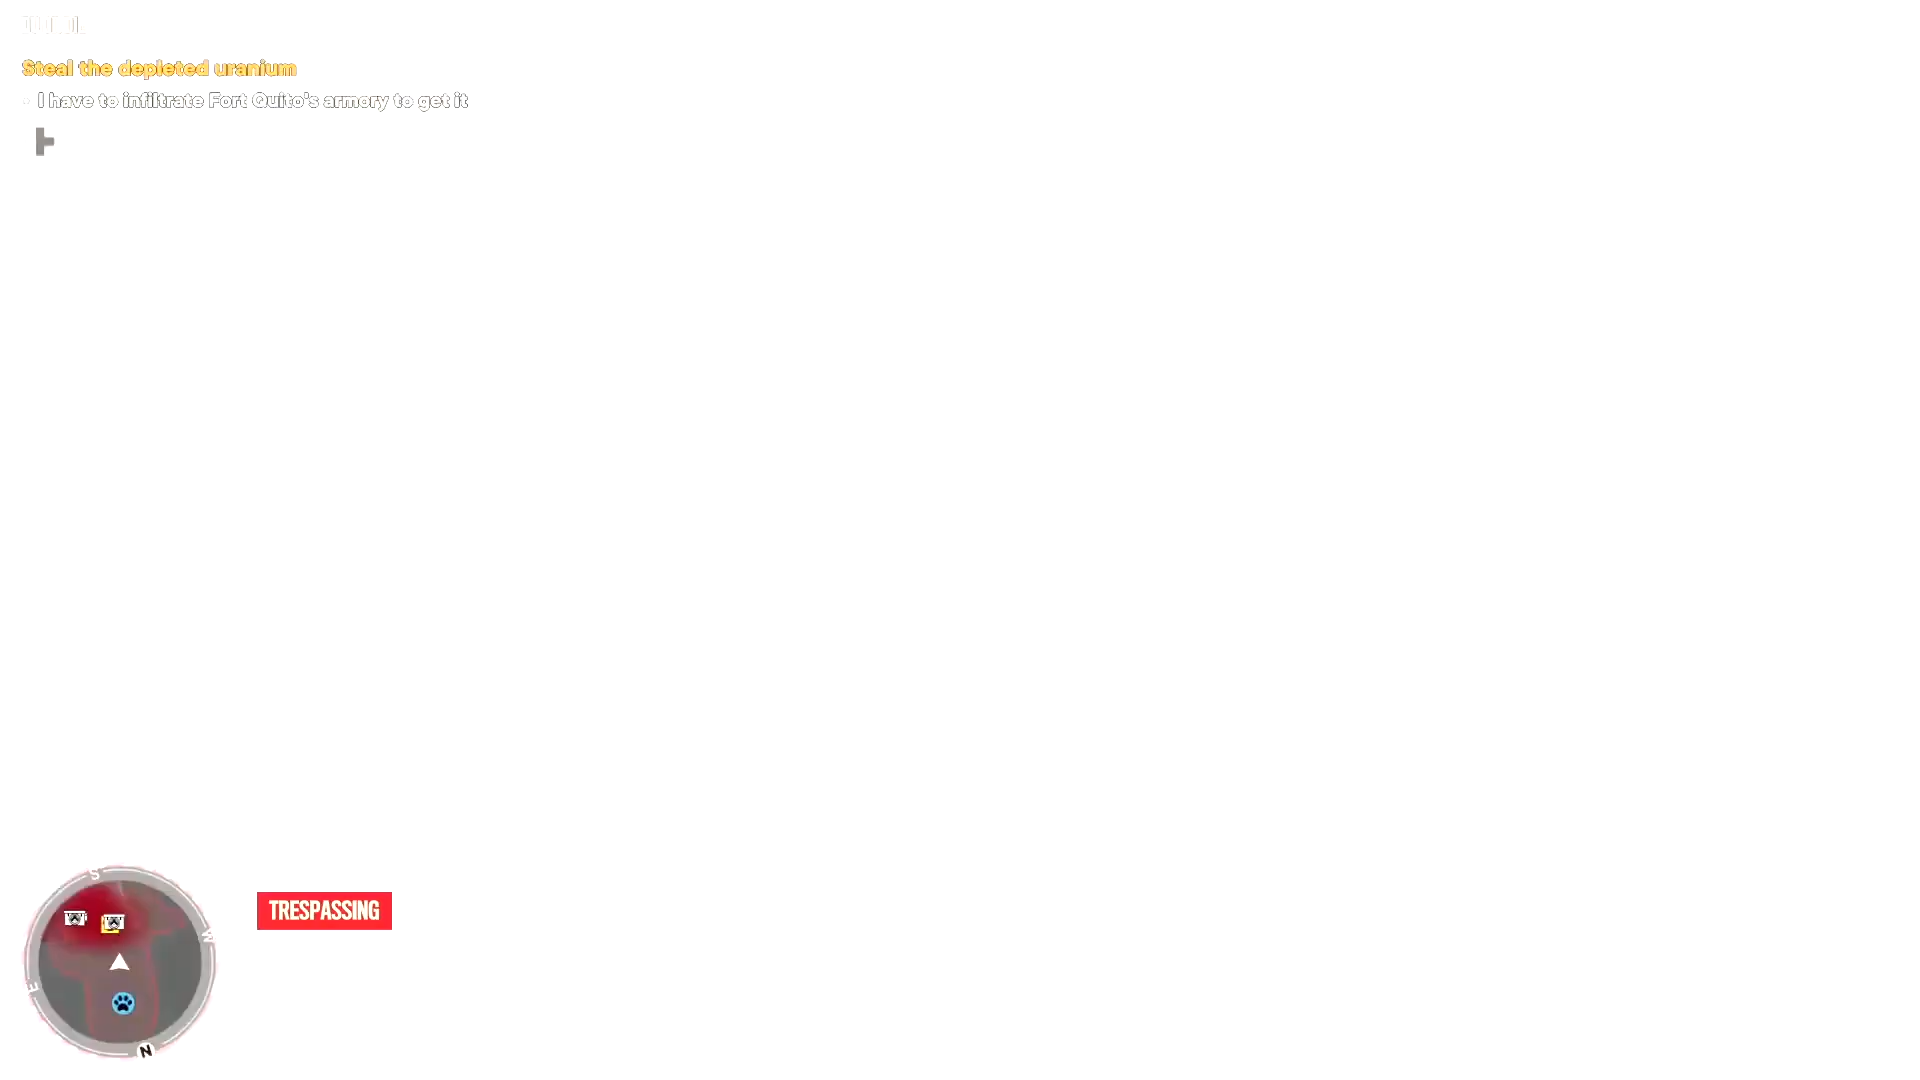 Steal the depleted uranium
I have to infiltrate Fort Quito's armory to get it
S
W
TRESPASSING
E
N